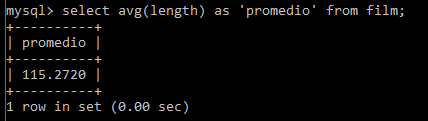 mysql> select avg(length) as 'promedio' from film;
+----------+
| promedio |
+----------+
| 115.2720 |
+----------+
1 row in set (0.00 sec)